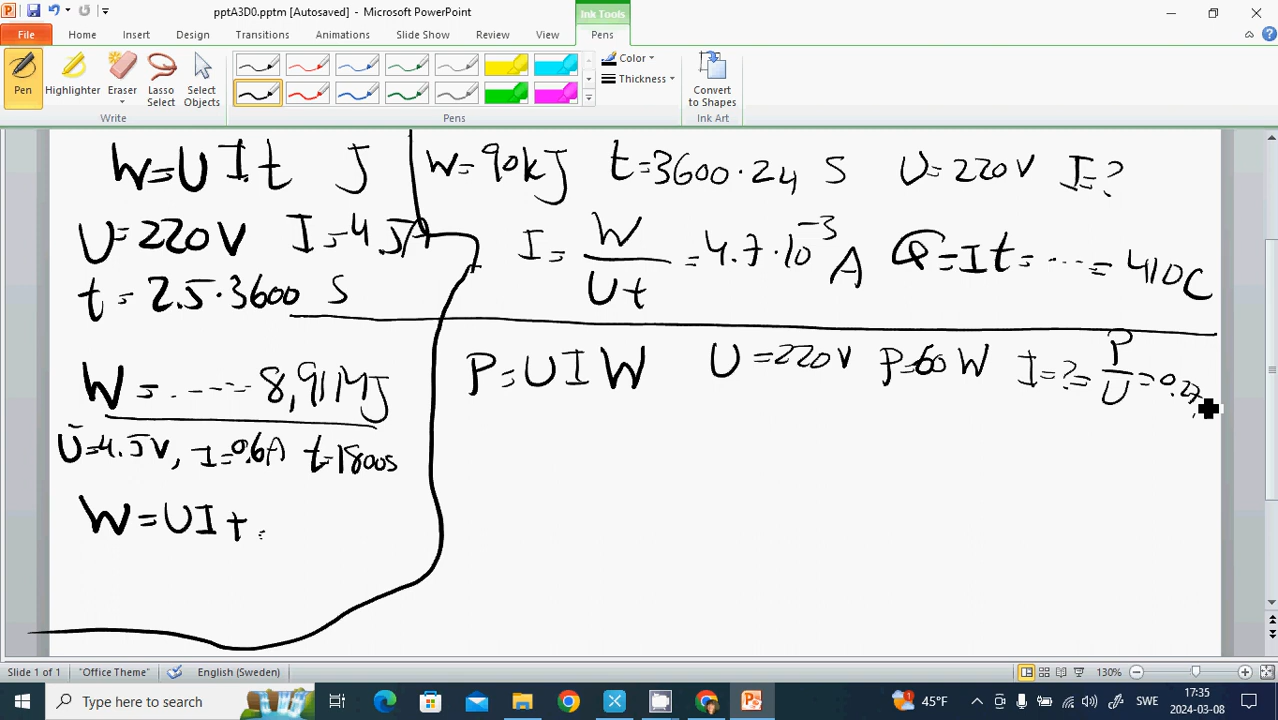 pptA3D0.pptm [Autosaved] - Microsoft PowerPoint
Ink Tools
File Home Insert Design Transitions Animations Slide Show Review View Pens
Pen Highlighter Eraser Lasso Select Select Objects
Color
Thickness
Convert to Shapes
Write Pens Ink Art
W=UI.t J
U=220V I=4.5A
t=2.5·3600 S
W=.----- 8,91MJ
U=4.5V, I=0.6A t=1800s
W=UIt =
W=90kJ t=3600·24 S U=220V I=?
I=W/Ut=4.7·10⁻³A Q=It=....=410C
P=UI W U=220V P=60W I=?=P/U=0.27
Slide 1 of 1 "Office Theme" English (Sweden) 130%
Type here to search
45°F SWE
17:35
2024-03-08